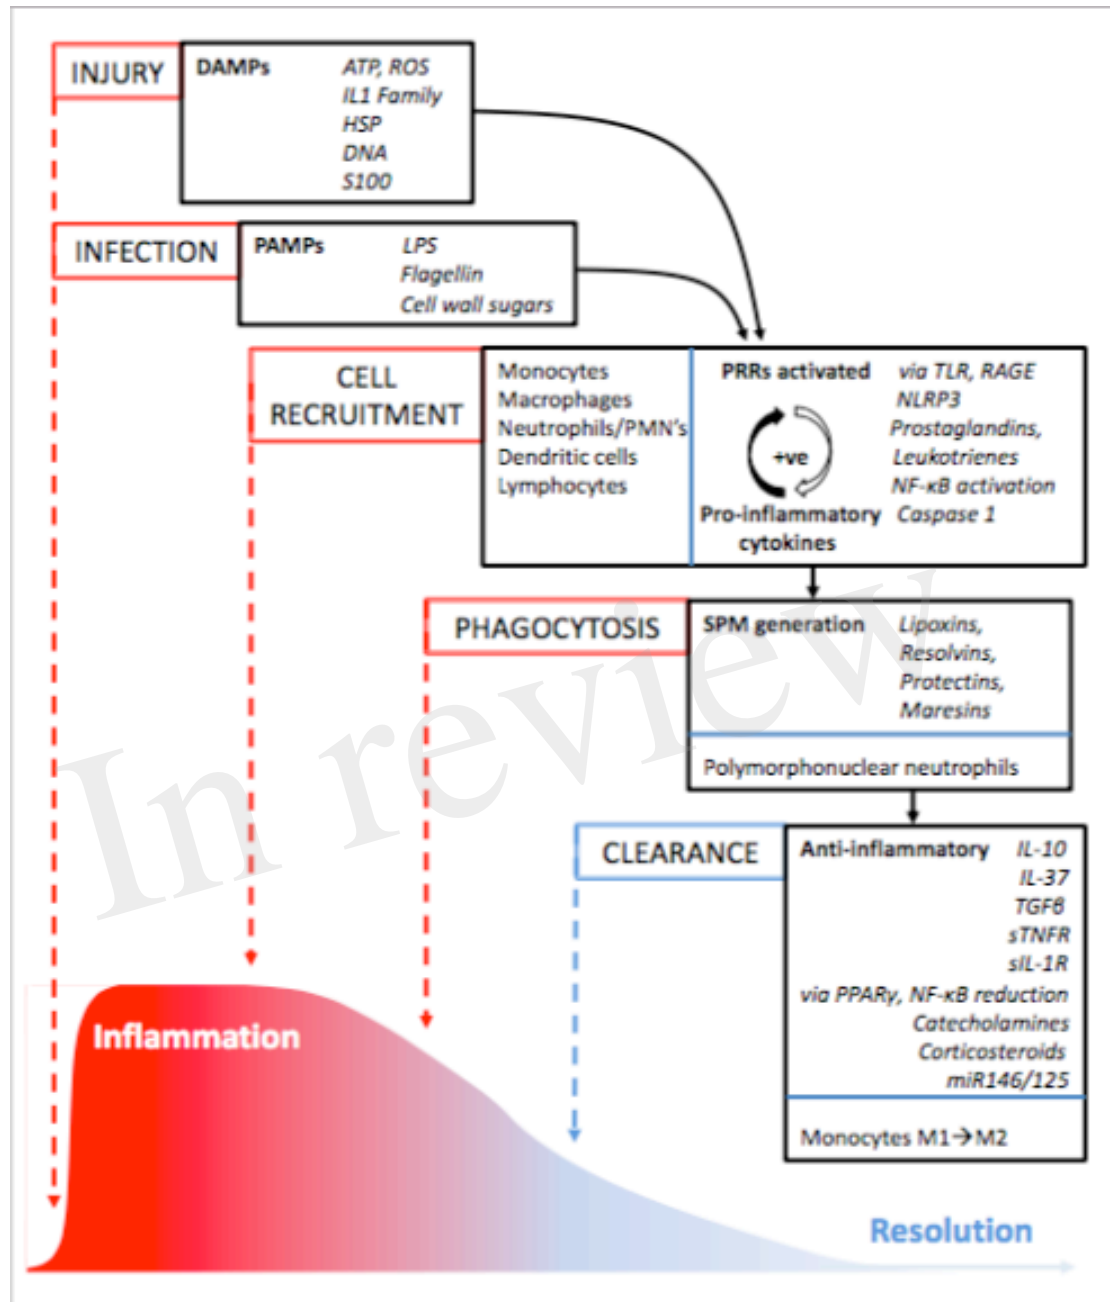 INJURY
DAMPs ATP, ROS
IL1 Family
HSP
DNA
S100
INFECTION
PAMPs LPS
Flagellin
Cell wall sugars
CELL
RECRUITMENT
Monocytes
Macrophages
Neutrophils/PMN's
Dendritic cells
Lymphocytes
PRRs activated via TLR, RAGE
NLRP3
Prostaglandins,
+ve Leukotrienes
NF-κB activation
Pro-inflammatory Caspase 1
cytokines
PHAGOCYTOSIS
SPM generation Lipoxins,
Resolvins,
Protectins,
Maresins
Polymorphonuclear neutrophils
CLEARANCE
Anti-inflammatory IL-10
IL-37
TGFβ
sTNFR
sIL-1R
via PPARγ, NF-κB reduction
Catecholamines
Corticosteroids
miR146/125
Monocytes M1→M2
Inflammation
Resolution
In review